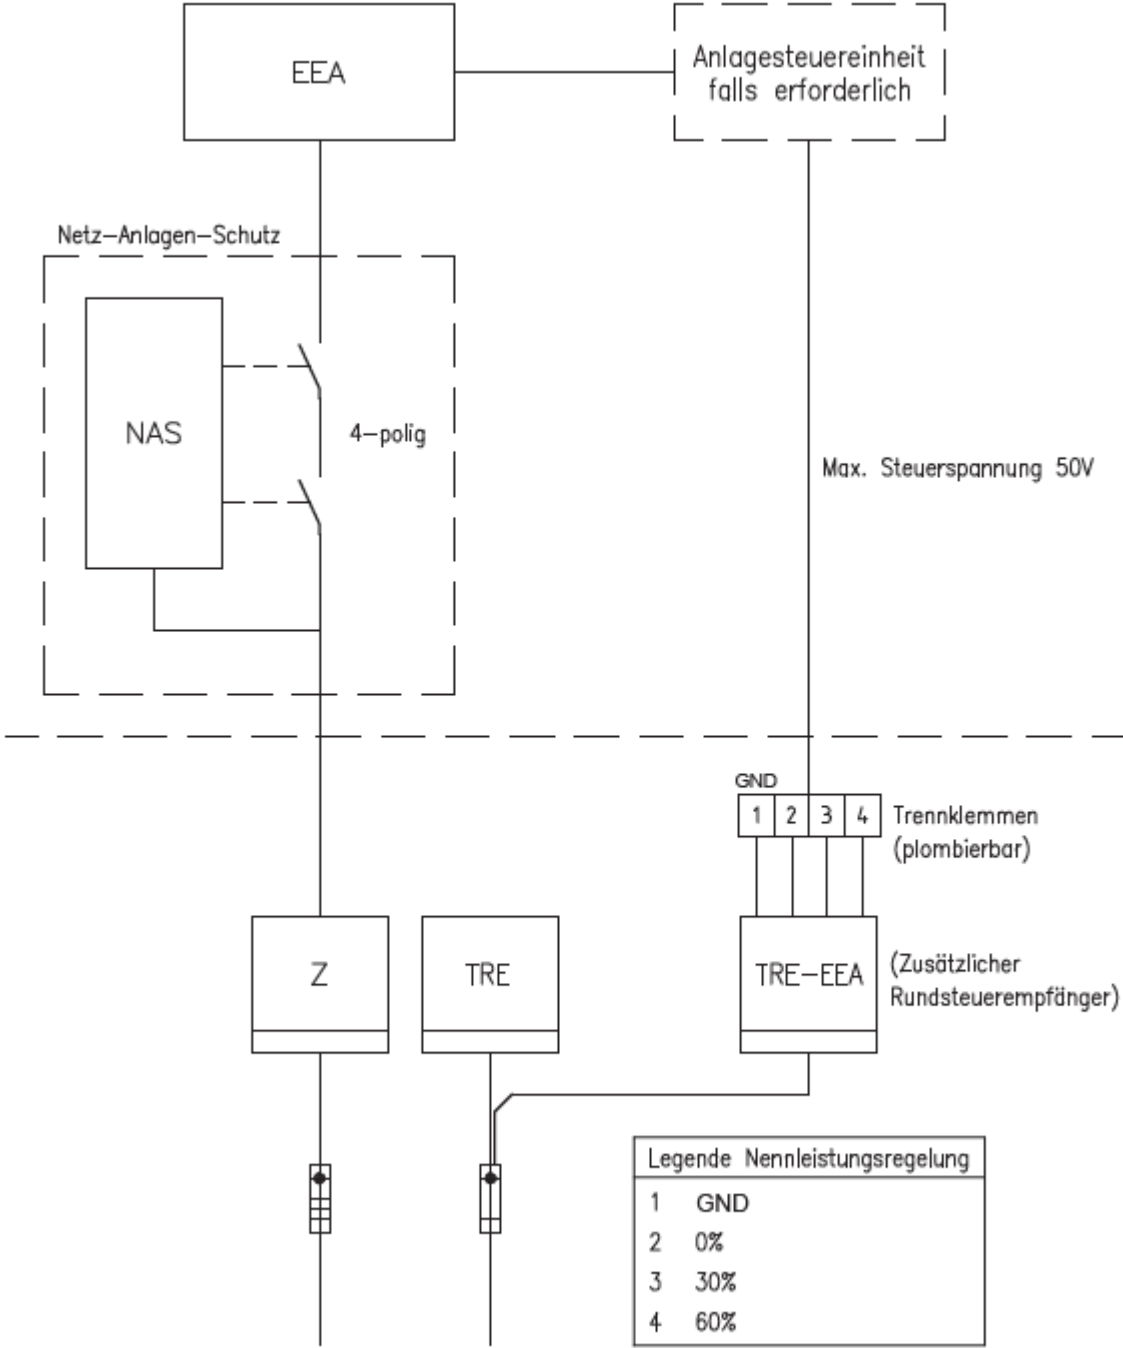 EEA
Anlagesteuereinheit
falls erforderlich
Netz-Anlagen-Schutz
NAS
4-polig
Max. Steuerspannung 50V
GND
1 2 3 4
Trennklemmen
(plombierbar)
Z
TRE
TRE-EEA
(Zusätzlicher
Rundsteuerempfänger)
Legende Nennleistungsregelung
1 GND
2 0%
3 30%
4 60%